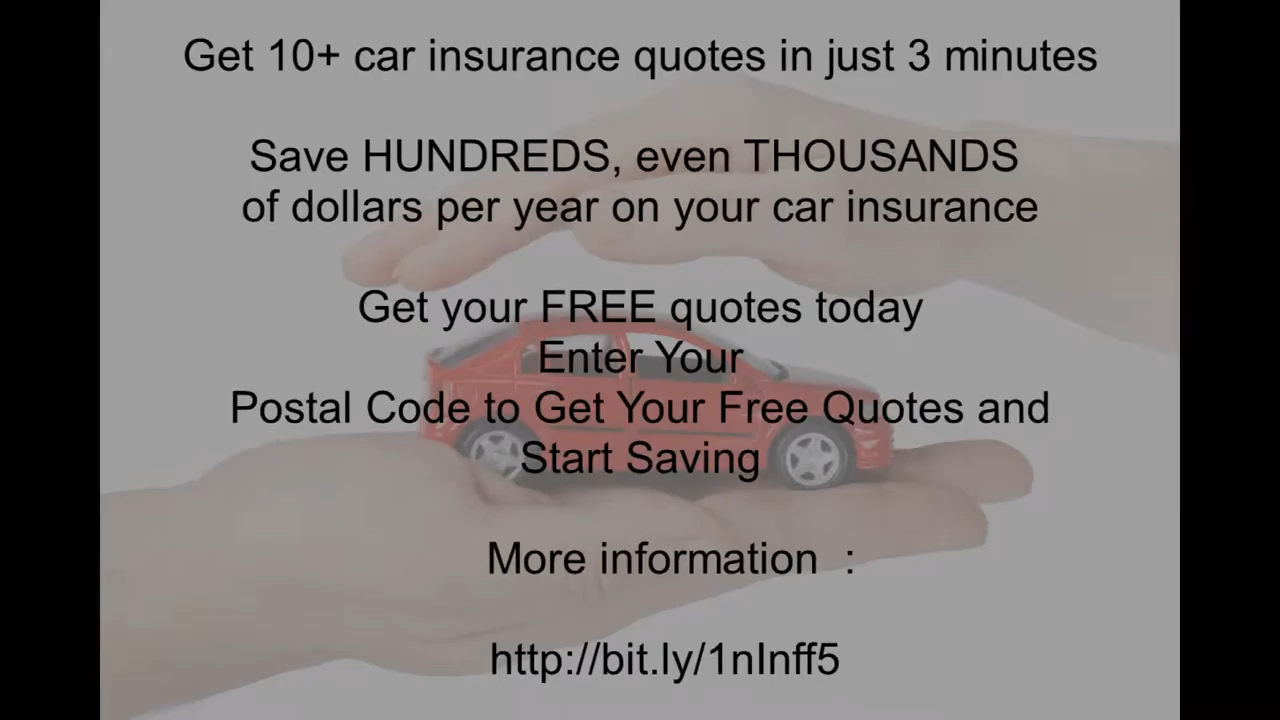 Get 10+ car insurance quotes in just 3 minutes
Save HUNDREDS, even THOUSANDS
of dollars per year on your car insurance
Get your FREE quotes today
Enter Your
Postal Code to Get Your Free Quotes and
Start Saving
More information :
http://bit.ly/1nInff5